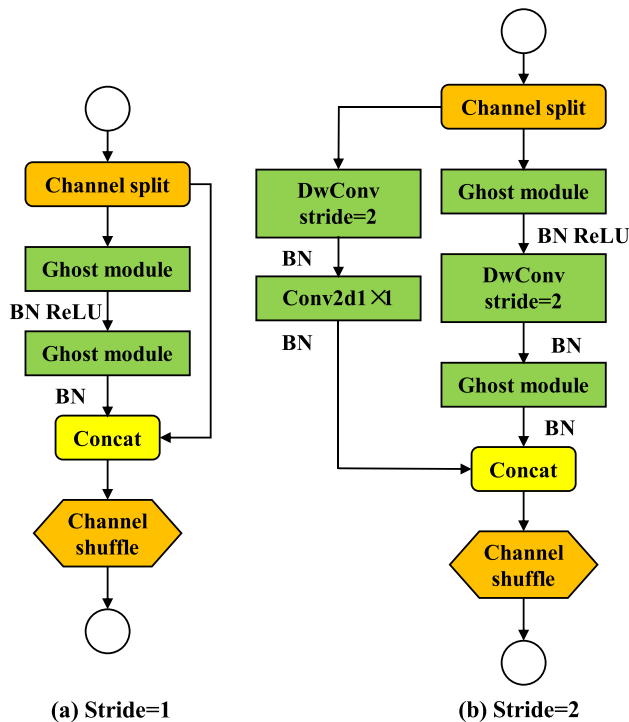 Channel split
Ghost module
BN ReLU
Ghost module
BN
Concat
Channel
shuffle
(a) Stride=1
Channel split
DwConv
stride=2
BN
Conv2d1×1
BN
Ghost module
BN ReLU
DwConv
stride=2
BN
Ghost module
BN
Concat
Channel
shuffle
(b) Stride=2